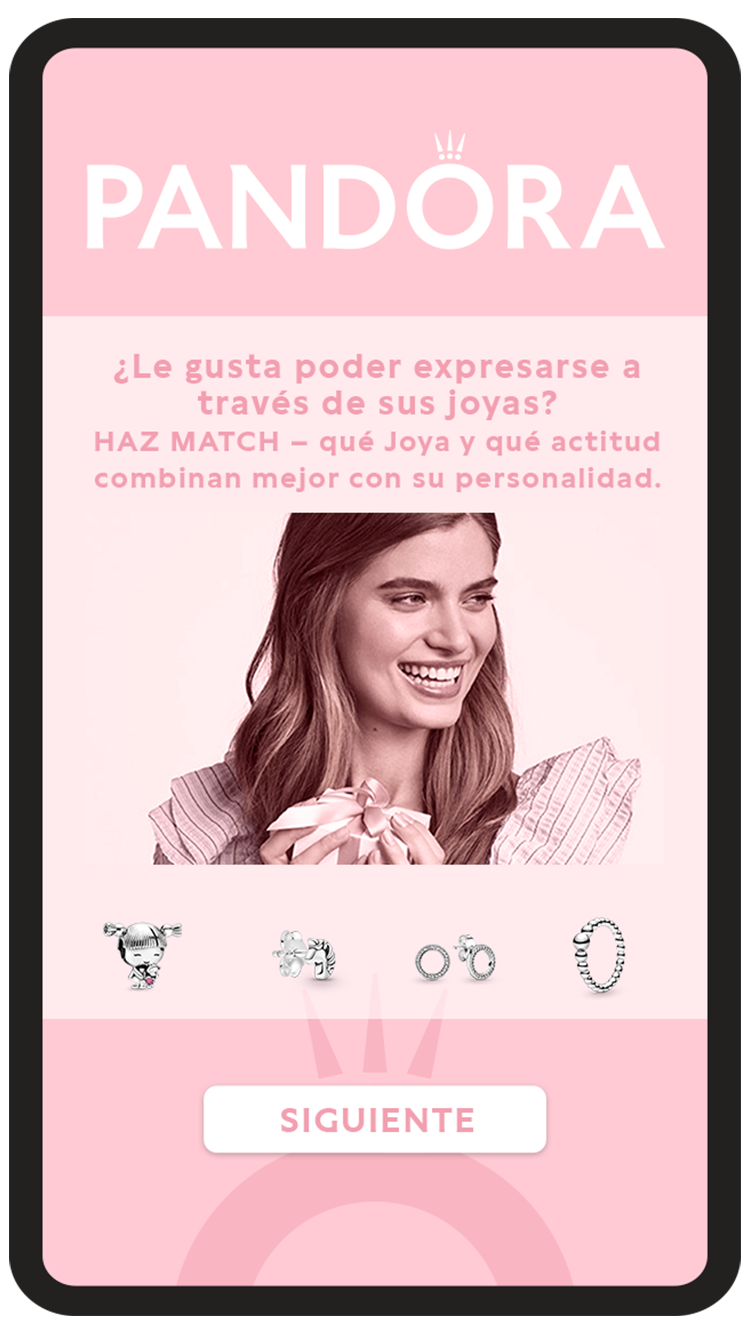 PANDORA
¿Le gusta poder expresarse a
través de sus joyas?
HAZ MATCH – qué Joya y qué actitud
combinan mejor con su personalidad.
SIGUIENTE